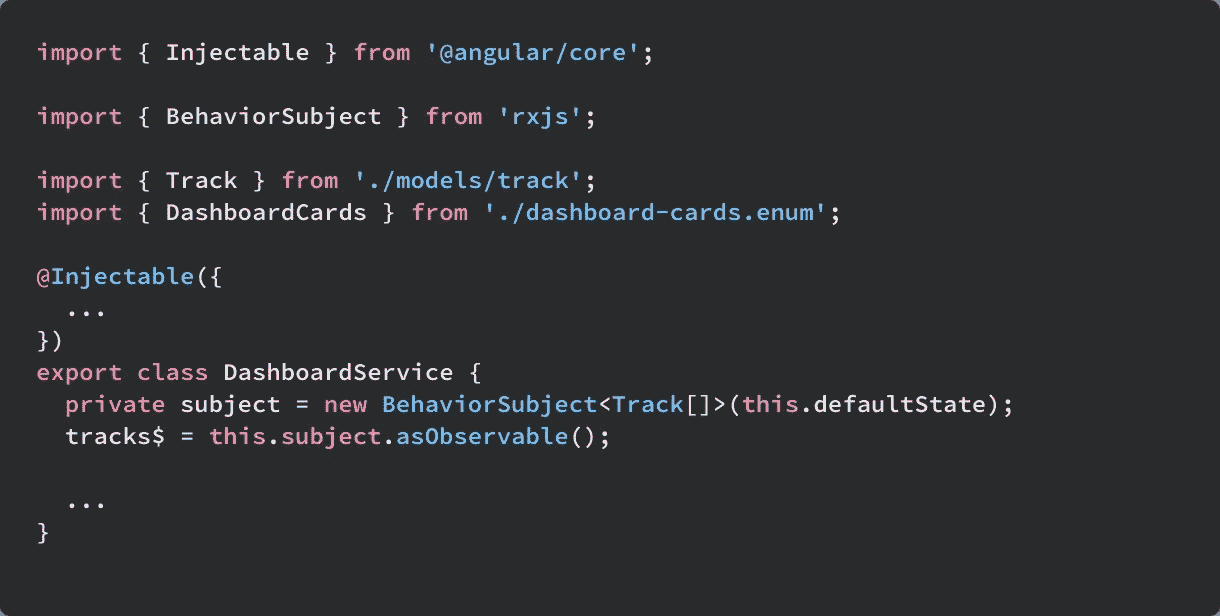 import { Injectable } from '@angular/core';
import { BehaviorSubject } from 'rxjs';
import { Track } from './models/track';
import { DashboardCards } from './dashboard-cards.enum';
@Injectable({
  ...
})
export class DashboardService {
  private subject = new BehaviorSubject<Track[]>(this.defaultState);
  tracks$ = this.subject.asObservable();
  ...
}